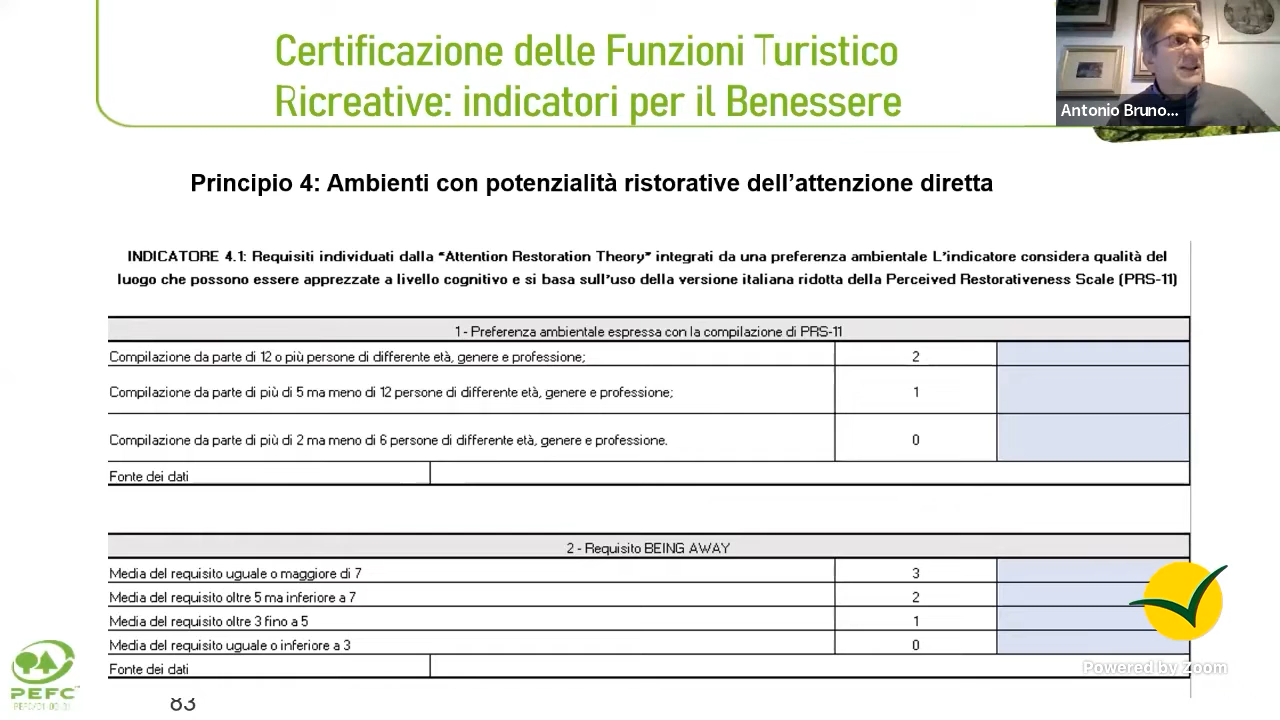 Certificazione delle Funzioni Turistico
Ricreative: indicatori per il Benessere
Antonio Bruno...
Principio 4: Ambienti con potenzialità ristorative dell'attenzione diretta
INDICATORE 4.1: Requisiti individuati dalla "Attention Restoration Theory" integrati da una preferenza ambientale L'indicatore considera qualità del
luogo che possono essere apprezzate a livello cognitivo e si basa sull'uso della versione italiana ridotta della Perceived Restorativeness Scale (PRS-11)
1 - Preferenza ambientale espressa con la compilazione di PRS-11
Compilazione da parte di 12 o più persone di differente età, genere e professione; 2
Compilazione da parte di più di 5 ma meno di 12 persone di differente età, genere e professione; 1
Compilazione da parte di più di 2 ma meno di 6 persone di differente età, genere e professione. 0
Fonte dei dati
2 - Requisito BEING AWAY
Media del requisito uguale o maggiore di 7 3
Media del requisito oltre 5 ma inferiore a 7 2
Media del requisito oltre 3 fino a 5 1
Media del requisito uguale o inferiore a 3 0
Fonte dei dati
Powered by Zoom
PEFC
83